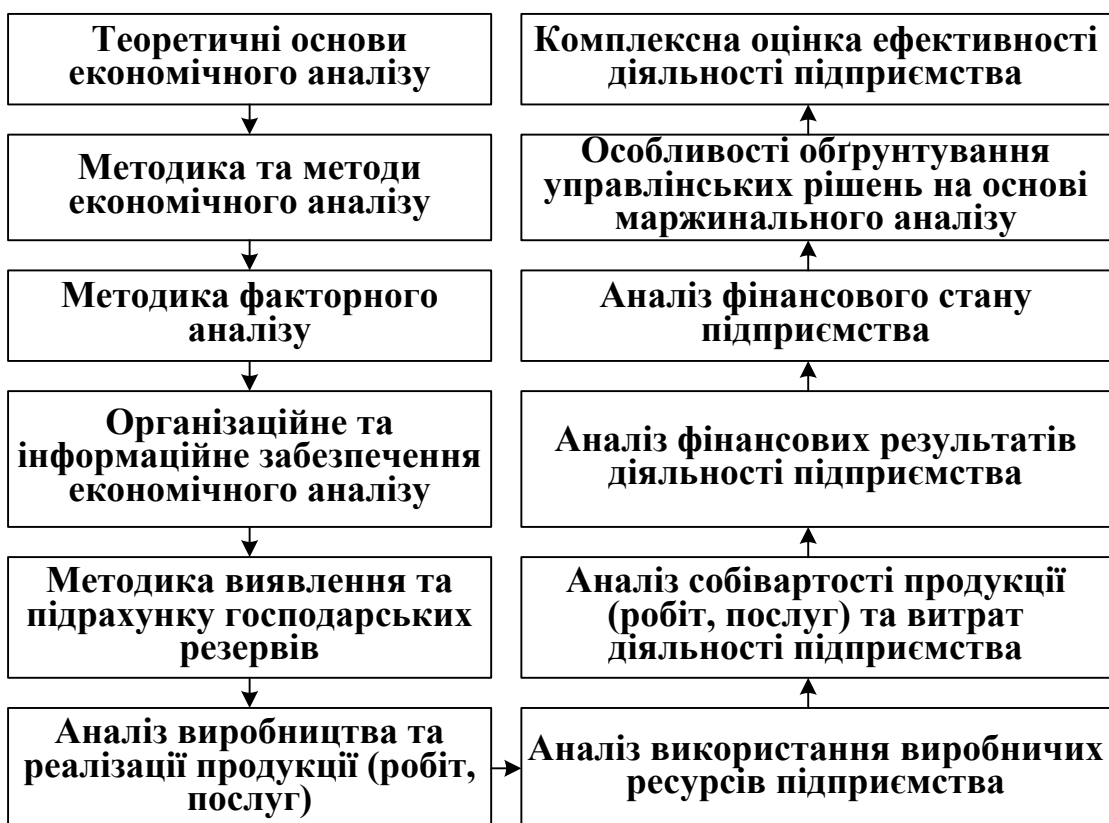 Теоретичні основи
економічного аналізу
Методика та методи
економічного аналізу
Методика факторного
аналізу
Організаційне та
інформаційне забезпечення
економічного аналізу
Методика виявлення та
підрахунку господарських
резервів
Аналіз виробництва та
реалізації продукції (робіт,
послуг)
Аналіз використання виробничих
ресурсів підприємства
Аналіз собівартості продукції
(робіт, послуг) та витрат
діяльності підприємства
Аналіз фінансових результатів
діяльності підприємства
Аналіз фінансового стану
підприємства
Особливості обґрунтування
управлінських рішень на основі
маржинального аналізу
Комплексна оцінка ефективності
діяльності підприємства